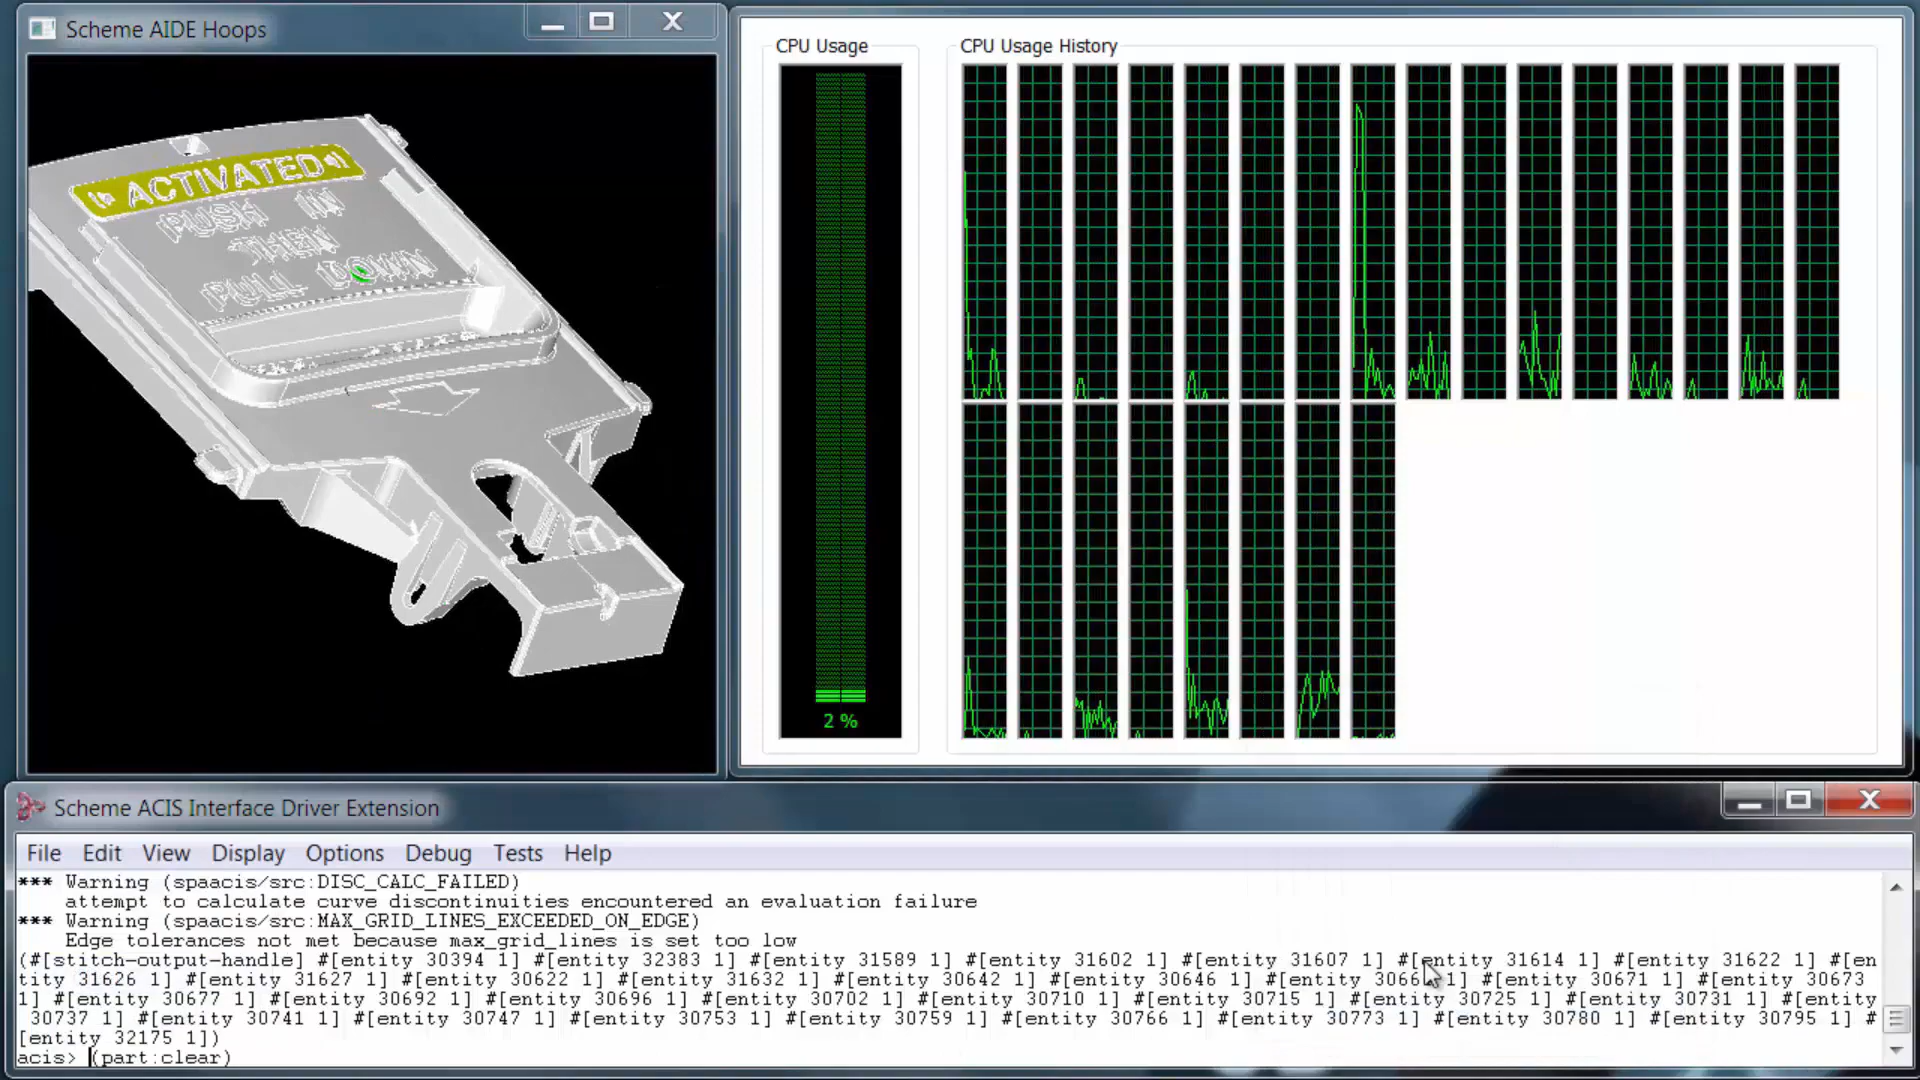 Scheme AIDE Hoops
ACTIVATED
PUSH IN
THEN
PULL DOWN
CPU Usage
CPU Usage History
2 %
Scheme ACIS Interface Driver Extension
File Edit View Display Options Debug Tests Help
*** Warning (spaacis/src:DISC_CALC_FAILED)
attempt to calculate curve discontinuities encountered an evaluation failure
*** Warning (spaacis/src:MAX_GRID_LINES_EXCEEDED_ON_EDGE)
Edge tolerances not met because max_grid_lines is set too low
(#[stitch-output-handle] #[entity 30394 1] #[entity 32383 1] #[entity 31589 1] #[entity 31602 1] #[entity 31607 1] #[entity 31614 1] #[entity 31622 1] #[en
tity 31626 1] #[entity 31627 1] #[entity 30622 1] #[entity 31632 1] #[entity 30642 1] #[entity 30646 1] #[entity 1] #[entity 30671 1] #[entity 30673
1] #[entity 30677 1] #[entity 30692 1] #[entity 30696 1] #[entity 30702 1] #[entity 30710 1] #[entity 30715 1] #[entity 30725 1] #[entity 30731 1] #[entity
30737 1] #[entity 30741 1] #[entity 30747 1] #[entity 30753 1] #[entity 30759 1] #[entity 30766 1] #[entity 30773 1] #[entity 30780 1] #[entity 30795 1] #
[entity 32175 1])
acis> (part:clear)